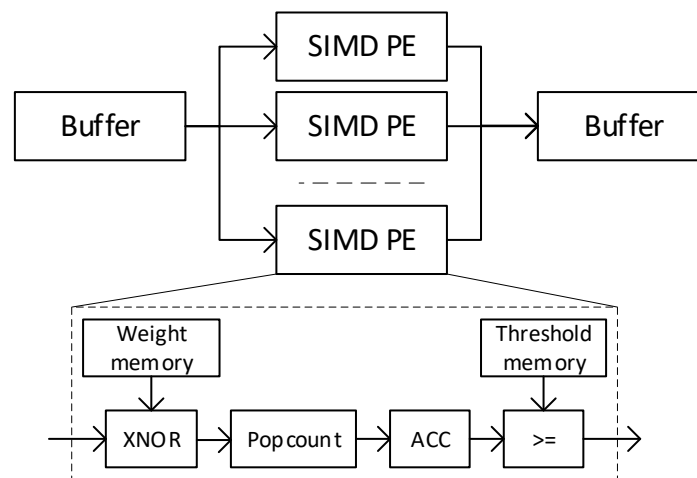 SIMD PE
Buffer
SIMD PE
Buffer
SIMD PE
Weight
memory
Threshold
memory
XNOR
Popcount
ACC
>=